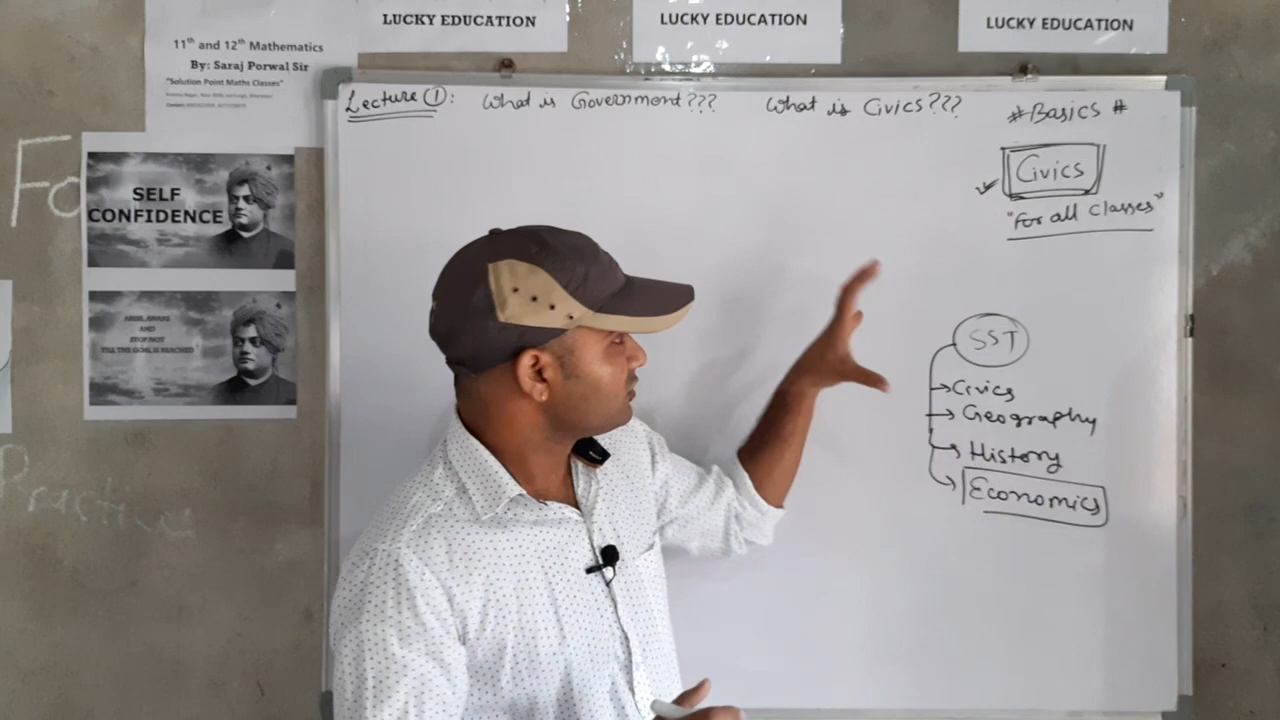 LUCKY EDUCATION
LUCKY EDUCATION
LUCKY EDUCATION
11th and 12th Mathematics
By: Saraj Porwal Sir
"Solution Point Maths Classes"
SELF
CONFIDENCE
AND
STOP NOT
TILL THE GOAL IS REACHED
Practice
Lecture ①: What is Government??? What is Civics???
# Basics #
Civics
"For all Classes"
SST
Civics
Geography
History
Economics